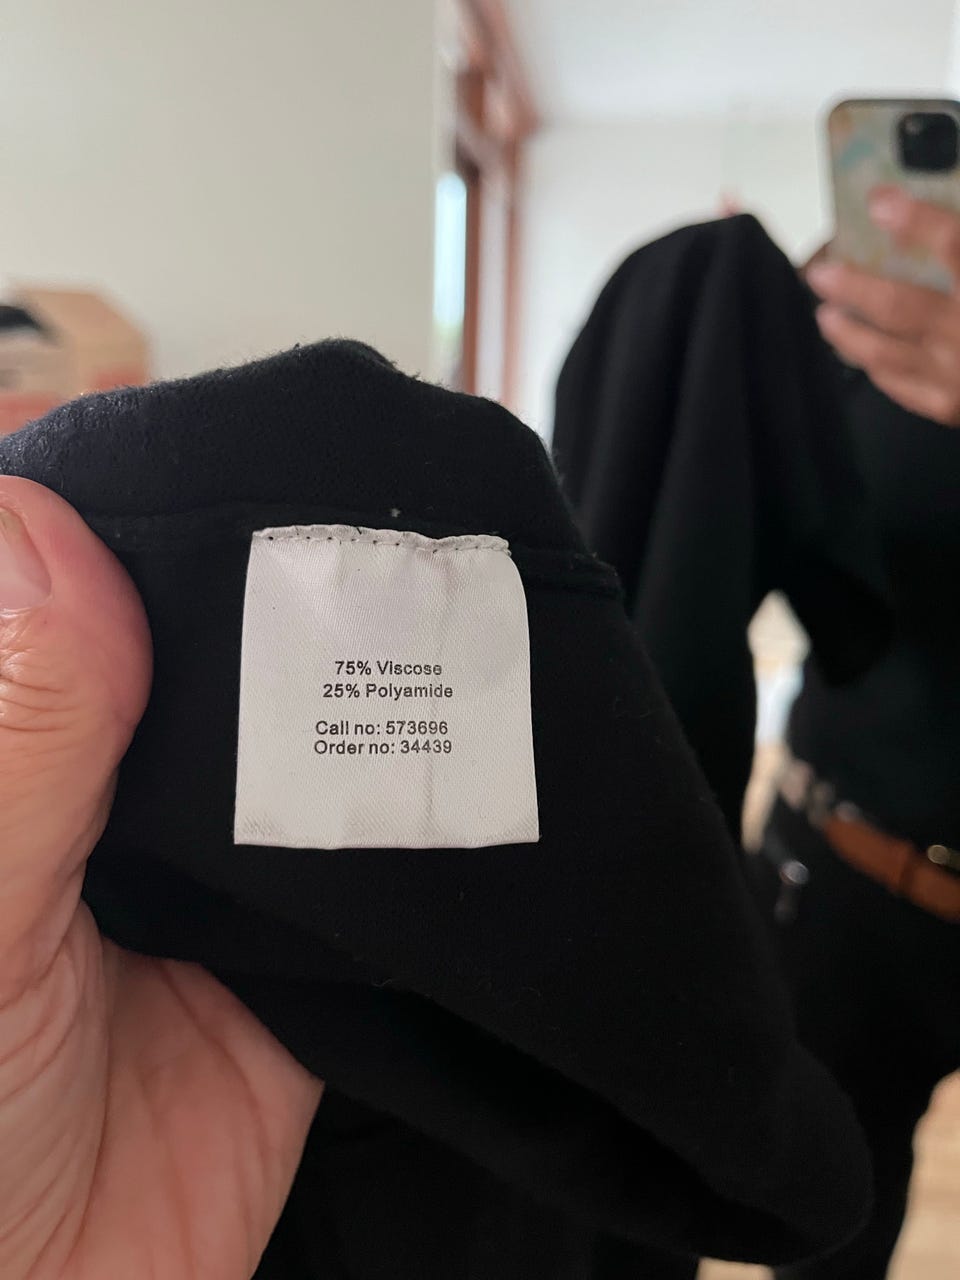 75% Viscose
25% Polyamide
Call no: 573696
Order no: 34439